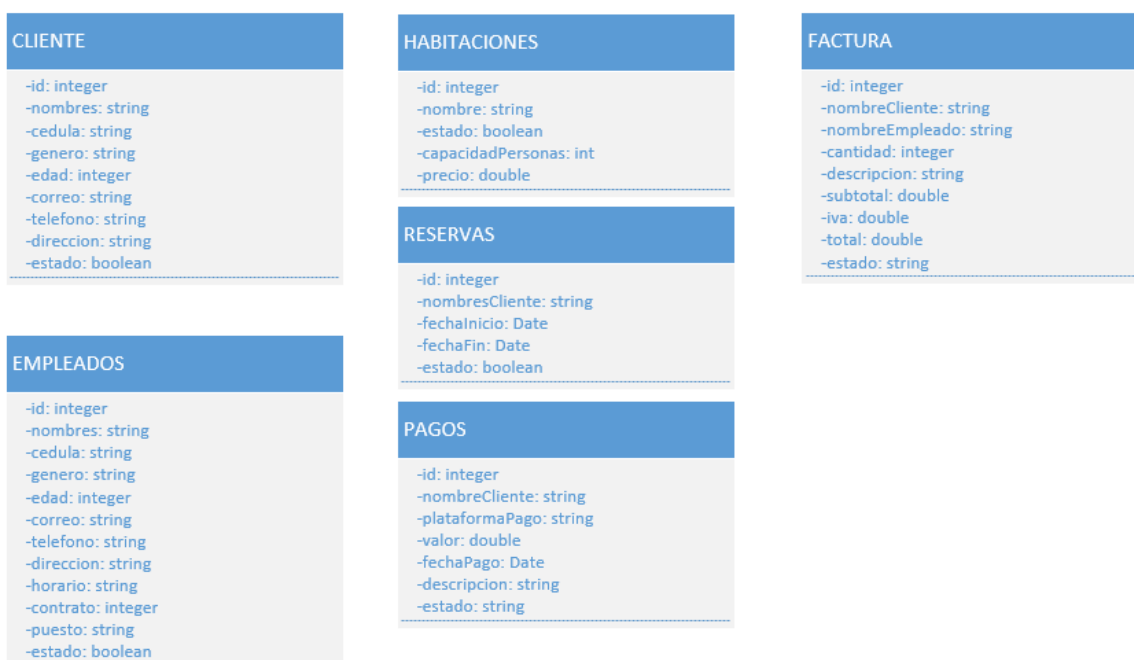 CLIENTE
-id: integer
-nombres: string
-cedula: string
-genero: string
-edad: integer
-correo: string
-telefono: string
-direccion: string
-estado: boolean
EMPLEADOS
-id: integer
-nombres: string
-cedula: string
-genero: string
-edad: integer
-correo: string
-telefono: string
-direccion: string
-horario: string
-contrato: integer
-puesto: string
-estado: boolean
HABITACIONES
-id: integer
-nombre: string
-estado: boolean
-capacidadPersonas: int
-precio: double
RESERVAS
-id: integer
-nombresCliente: string
-fechaInicio: Date
-fechaFin: Date
-estado: boolean
PAGOS
-id: integer
-nombreCliente: string
-plataformaPago: string
-valor: double
-fechaPago: Date
-descripcion: string
-estado: string
FACTURA
-id: integer
-nombreCliente: string
-nombreEmpleado: string
-cantidad: integer
-descripcion: string
-subtotal: double
-iva: double
-total: double
-estado: string